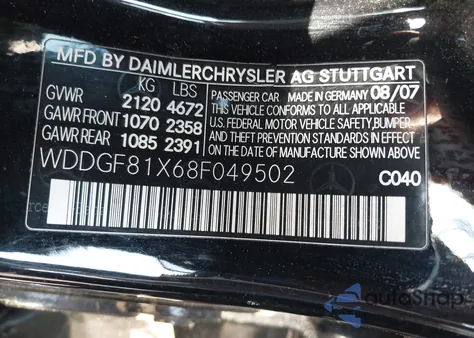 MFD BY DAIMLERCHRYSLER AG STUTTGART
KG LBS
GVWR 2120 4672
GAWR FRONT 1070 2358
GAWR REAR 1085 2391
PASSENGER CAR MADE IN GERMANY 08/07
THIS VEHICLE CONFORMS TO ALL APPLICABLE
U.S. FEDERAL MOTOR VEHICLE SAFETY, BUMPER-
AND THEFT PREVENTION STANDARDS IN EFFECT
ON THE DATE OF MANUFACTURE SHOWN ABOVE.
WDDGF81X68F049502
C040
autosnap